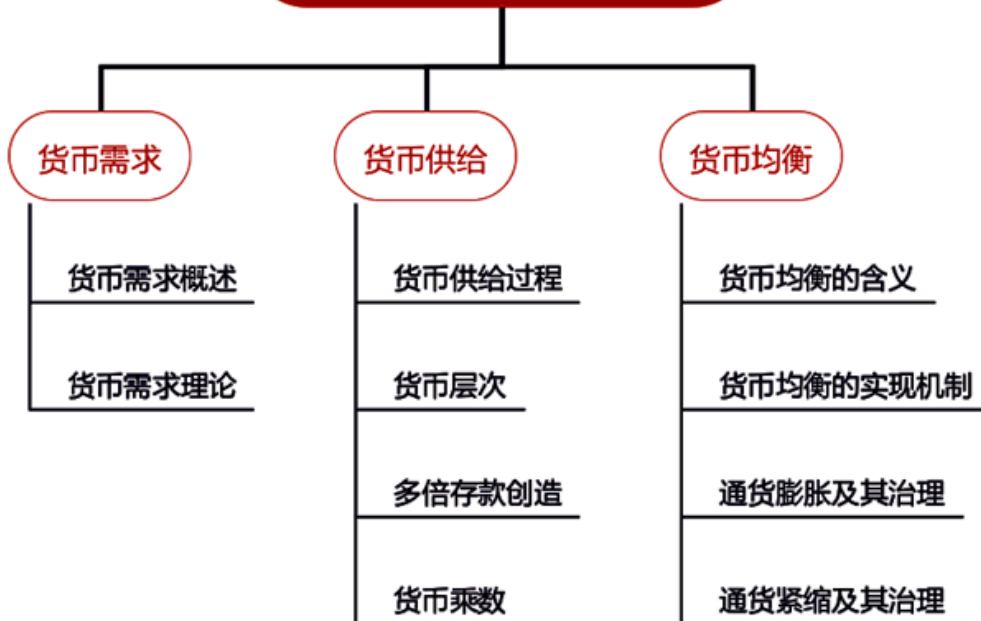 货币需求
货币需求概述
货币需求理论
货币供给
货币供给过程
货币层次
多倍存款创造
货币乘数
货币均衡
货币均衡的含义
货币均衡的实现机制
通货膨胀及其治理
通货紧缩及其治理